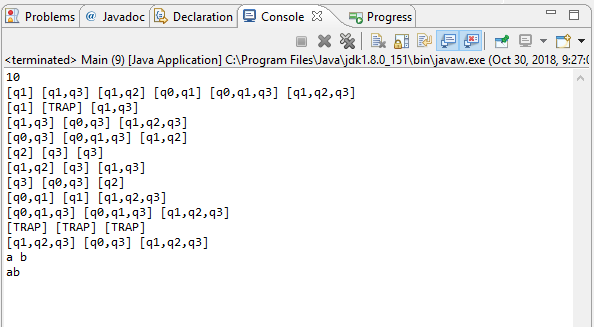 Problems @ Javadoc Declaration Console Progress
<terminated> Main (9) [Java Application] C:\Program Files\Java\jdk1.8.0_151\bin\javaw.exe (Oct 30, 2018, 9:27:0
10
[q1] [q1,q3] [q1,q2] [q0,q1] [q0,q1,q3] [q1,q2,q3]
[q1] [TRAP] [q1,q3]
[q1,q3] [q0,q3] [q1,q2,q3]
[q0,q3] [q0,q1,q3] [q1,q2]
[q2] [q3] [q3]
[q1,q2] [q3] [q1,q3]
[q3] [q0,q3] [q2]
[q0,q1] [q1] [q1,q2,q3]
[q0,q1,q3] [q0,q1,q3] [q1,q2,q3]
[TRAP] [TRAP] [TRAP]
[q1,q2,q3] [q0,q3] [q1,q2,q3]
a b
ab